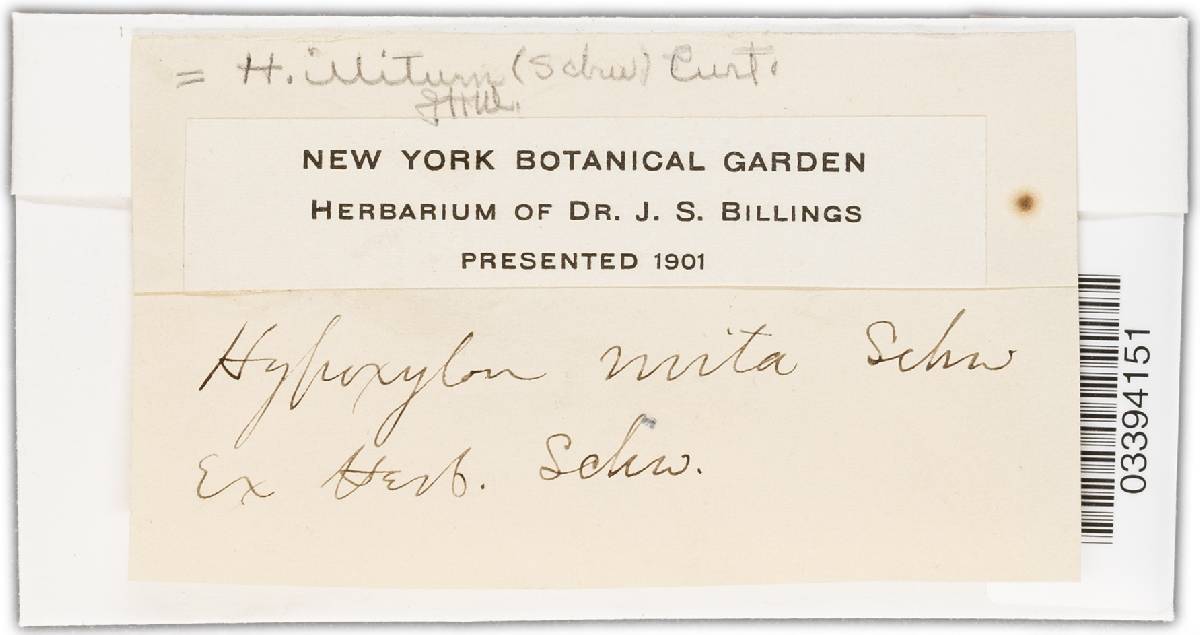 = H. illitum (Schw) Curt.
JHM.
NEW YORK BOTANICAL GARDEN
HERBARIUM OF DR. J. S. BILLINGS
PRESENTED 1901
Hypoxylon Schw
Ex Herb. Schw.
03394151